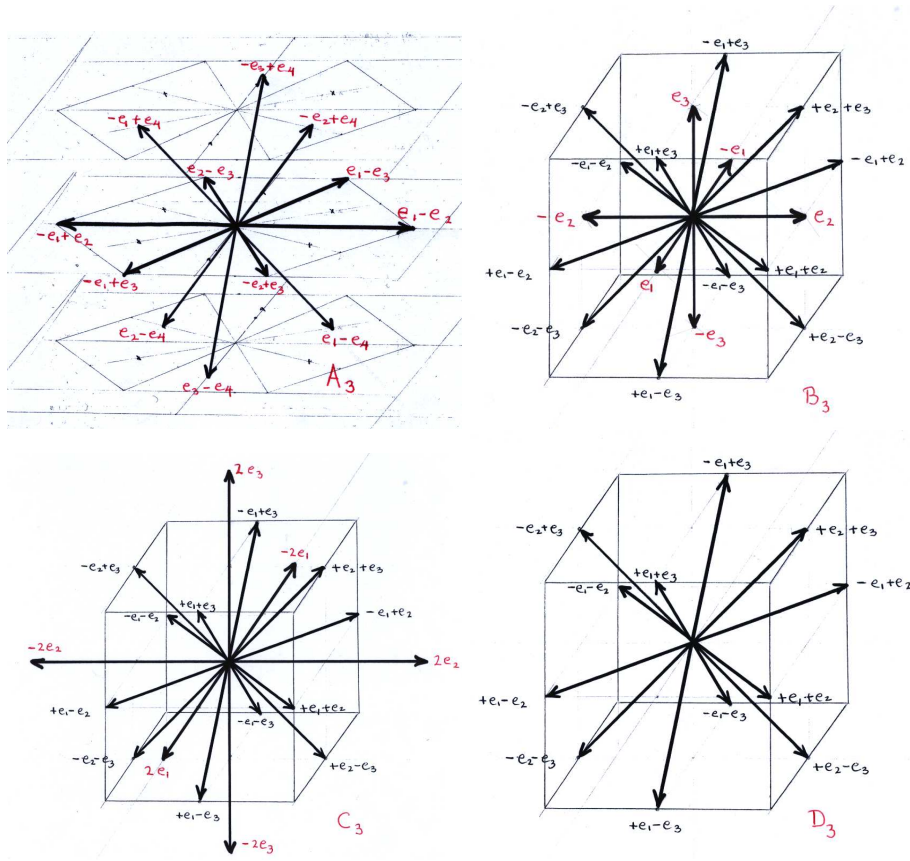 -e₃+e₄
-e₁+e₄
-e₂+e₄
e₂-e₃
e₁-e₃
e₁-e₂
-e₁+e₂
-e₁+e₃
-e₂+e₃
e₂-e₄
e₁-e₄
e₃-e₄
A₃
-e₁+e₃
-e₂+e₃
e₃
+e₂+e₃
-e₁-e₂
+e₁+e₃
-e₁
-e₁+e₂
-e₂
e₂
+e₁-e₂
e₁
-e₁-e₃
+e₁+e₂
-e₂-e₃
-e₃
+e₂-e₃
+e₁-e₃
B₃
2e₃
-e₁+e₃
-2e₁
-e₂+e₃
+e₂+e₃
-e₁-e₂
+e₁+e₃
-e₁+e₂
-2e₂
2e₂
+e₁-e₂
-e₁-e₃
+e₁+e₂
-e₂-e₃
2e₁
+e₂-e₃
+e₁-e₃
C₃
-2e₃
-e₁+e₃
-e₂+e₃
+e₂+e₃
-e₁-e₂
+e₁+e₃
-e₁+e₂
+e₁-e₂
-e₁-e₃
+e₁+e₂
-e₂-e₃
+e₂-e₃
+e₁-e₃
D₃